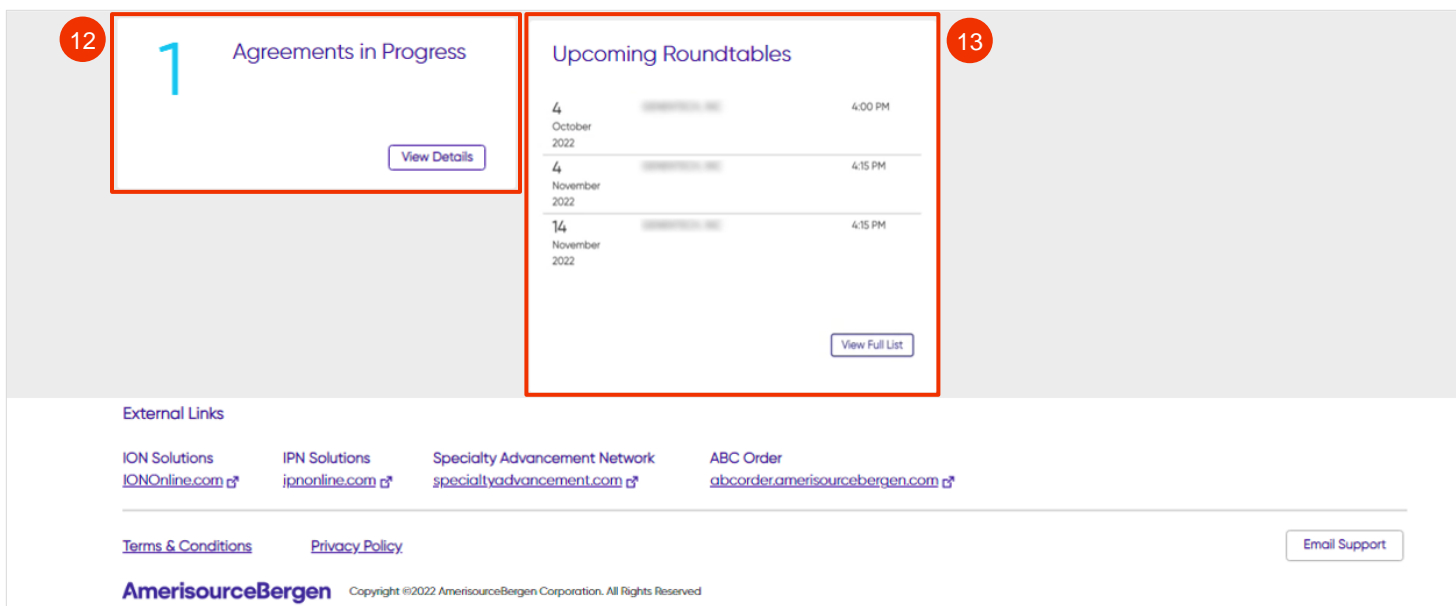 12
1
Agreements in Progress
View Details
13
Upcoming Roundtables
4 4:00 PM
October
2022
4 4:15 PM
November
2022
14 4:15 PM
November
2022
View Full List
External Links
ION Solutions IPN Solutions Specialty Advancement Network ABC Order
IONOnline.com ipnonline.com specialtyadvancement.com abcorder.amerisourcebergen.com
Terms & Conditions Privacy Policy Email Support
AmerisourceBergen Copyright ©2022 AmerisourceBergen Corporation. All Rights Reserved